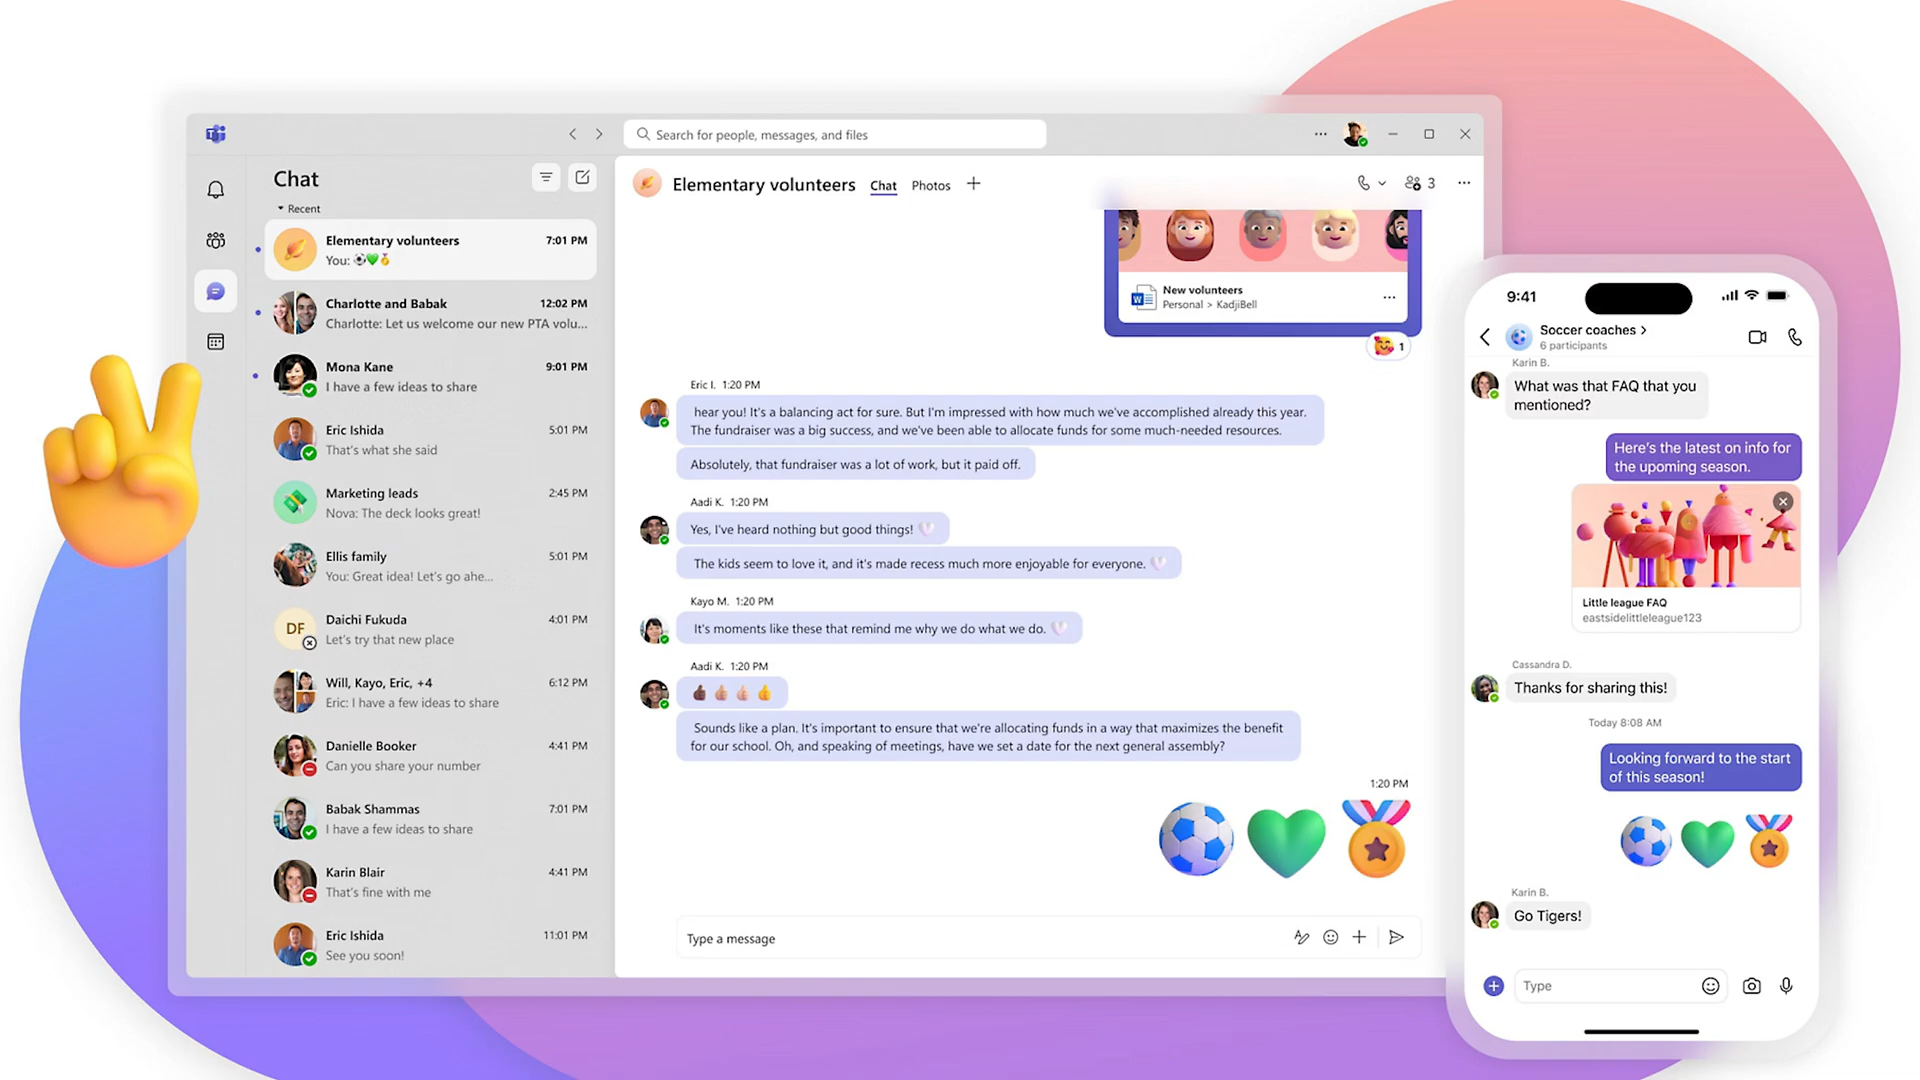 Search for people, messages, and files
Chat
Recent
Elementary volunteers
7:01 PM
You: ⚽💚🏅
Charlotte and Babak
12:02 PM
Charlotte: Let us welcome our new PTA volu...
Mona Kane
9:01 PM
I have a few ideas to share
Eric Ishida
5:01 PM
That's what she said
Marketing leads
2:45 PM
Nova: The deck looks great!
Ellis family
5:01 PM
You: Great idea! Let's go ahe...
DF
Daichi Fukuda
4:01 PM
Let's try that new place
Will, Kayo, Eric, +4
6:12 PM
Eric: I have a few ideas to share
Danielle Booker
4:41 PM
Can you share your number
Babak Shammas
7:01 PM
I have a few ideas to share
Karin Blair
4:41 PM
That's fine with me
Eric Ishida
11:01 PM
See you soon!
Elementary volunteers
Chat
Photos
3
New volunteers
Personal > KadjiBell
1
Eric I. 1:20 PM
hear you! It's a balancing act for sure. But I'm impressed with how much we've accomplished already this year.
The fundraiser was a big success, and we've been able to allocate funds for some much-needed resources.
Absolutely, that fundraiser was a lot of work, but it paid off.
Aadi K. 1:20 PM
Yes, I've heard nothing but good things!
The kids seem to love it, and it's made recess much more enjoyable for everyone.
Kayo M. 1:20 PM
It's moments like these that remind me why we do what we do.
Aadi K. 1:20 PM
Sounds like a plan. It's important to ensure that we're allocating funds in a way that maximizes the benefit
for our school. Oh, and speaking of meetings, have we set a date for the next general assembly?
1:20 PM
Type a message
9:41
Soccer coaches >
6 participants
Karin B.
What was that FAQ that you
mentioned?
Here's the latest on info for
the upoming season.
Little league FAQ
eastsidelittleleague123
Cassandra D.
Thanks for sharing this!
Today 8:08 AM
Looking forward to the start
of this season!
Karin B.
Go Tigers!
Type